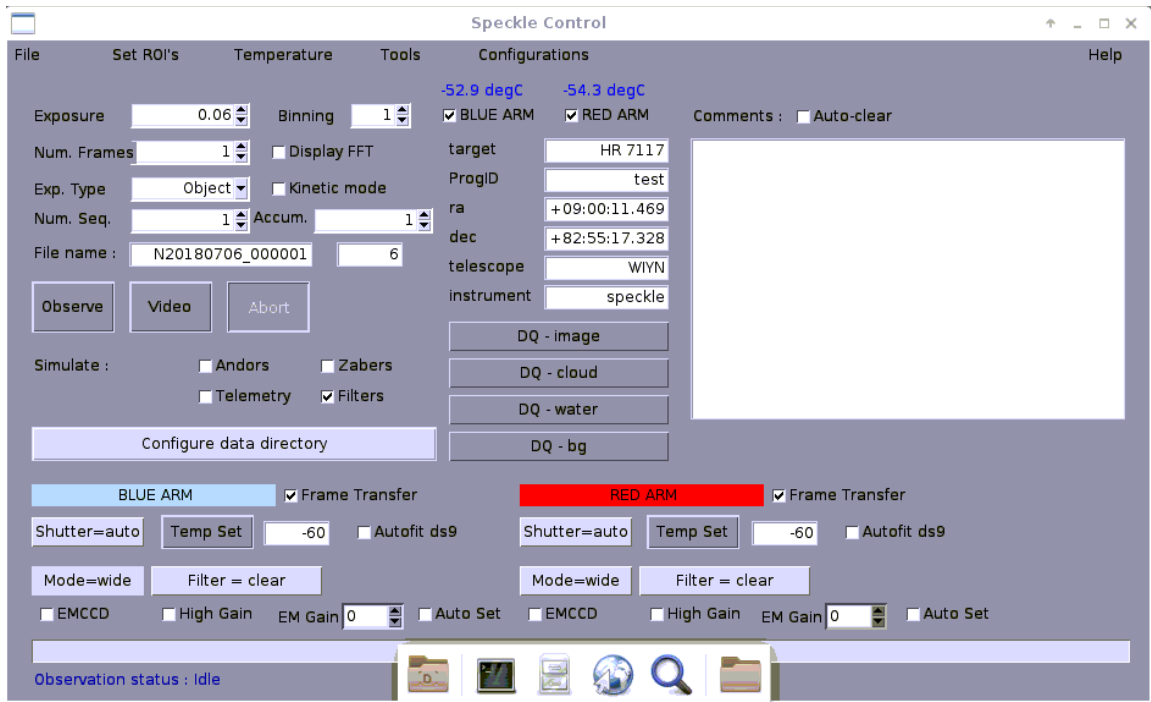 Speckle Control
File Set ROI's Temperature Tools Configurations Help
-52.9 degC -54.3 degC
Exposure 0.06 Binning 1 BLUE ARM RED ARM Comments : Auto-clear
Num. Frames 1 Display FFT target HR 7117
Exp. Type Object Kinetic mode ProgID test
Num. Seq. 1 Accum. 1 ra +09:00:11.469
dec +82:55:17.328
File name : N20180706_000001 6
telescope WIYN
instrument speckle
Observe Video Abort
DQ - image
Simulate : Andors Zabers
DQ - cloud
Telemetry Filters
DQ - water
Configure data directory
DQ - bg
BLUE ARM Frame Transfer RED ARM Frame Transfer
Shutter=auto Temp Set -60 Autofit ds9 Shutter=auto Temp Set -60 Autofit ds9
Mode=wide Filter = clear Mode=wide Filter = clear
EMCCD High Gain EM Gain 0 Auto Set EMCCD High Gain EM Gain 0 Auto Set
Observation status : Idle